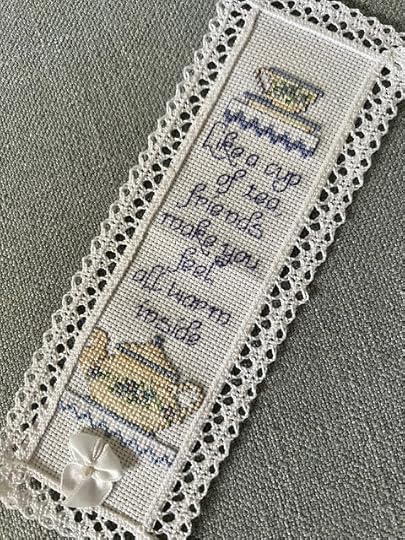 Like a cup
of tea
friends
make you
feel
all warm
inside